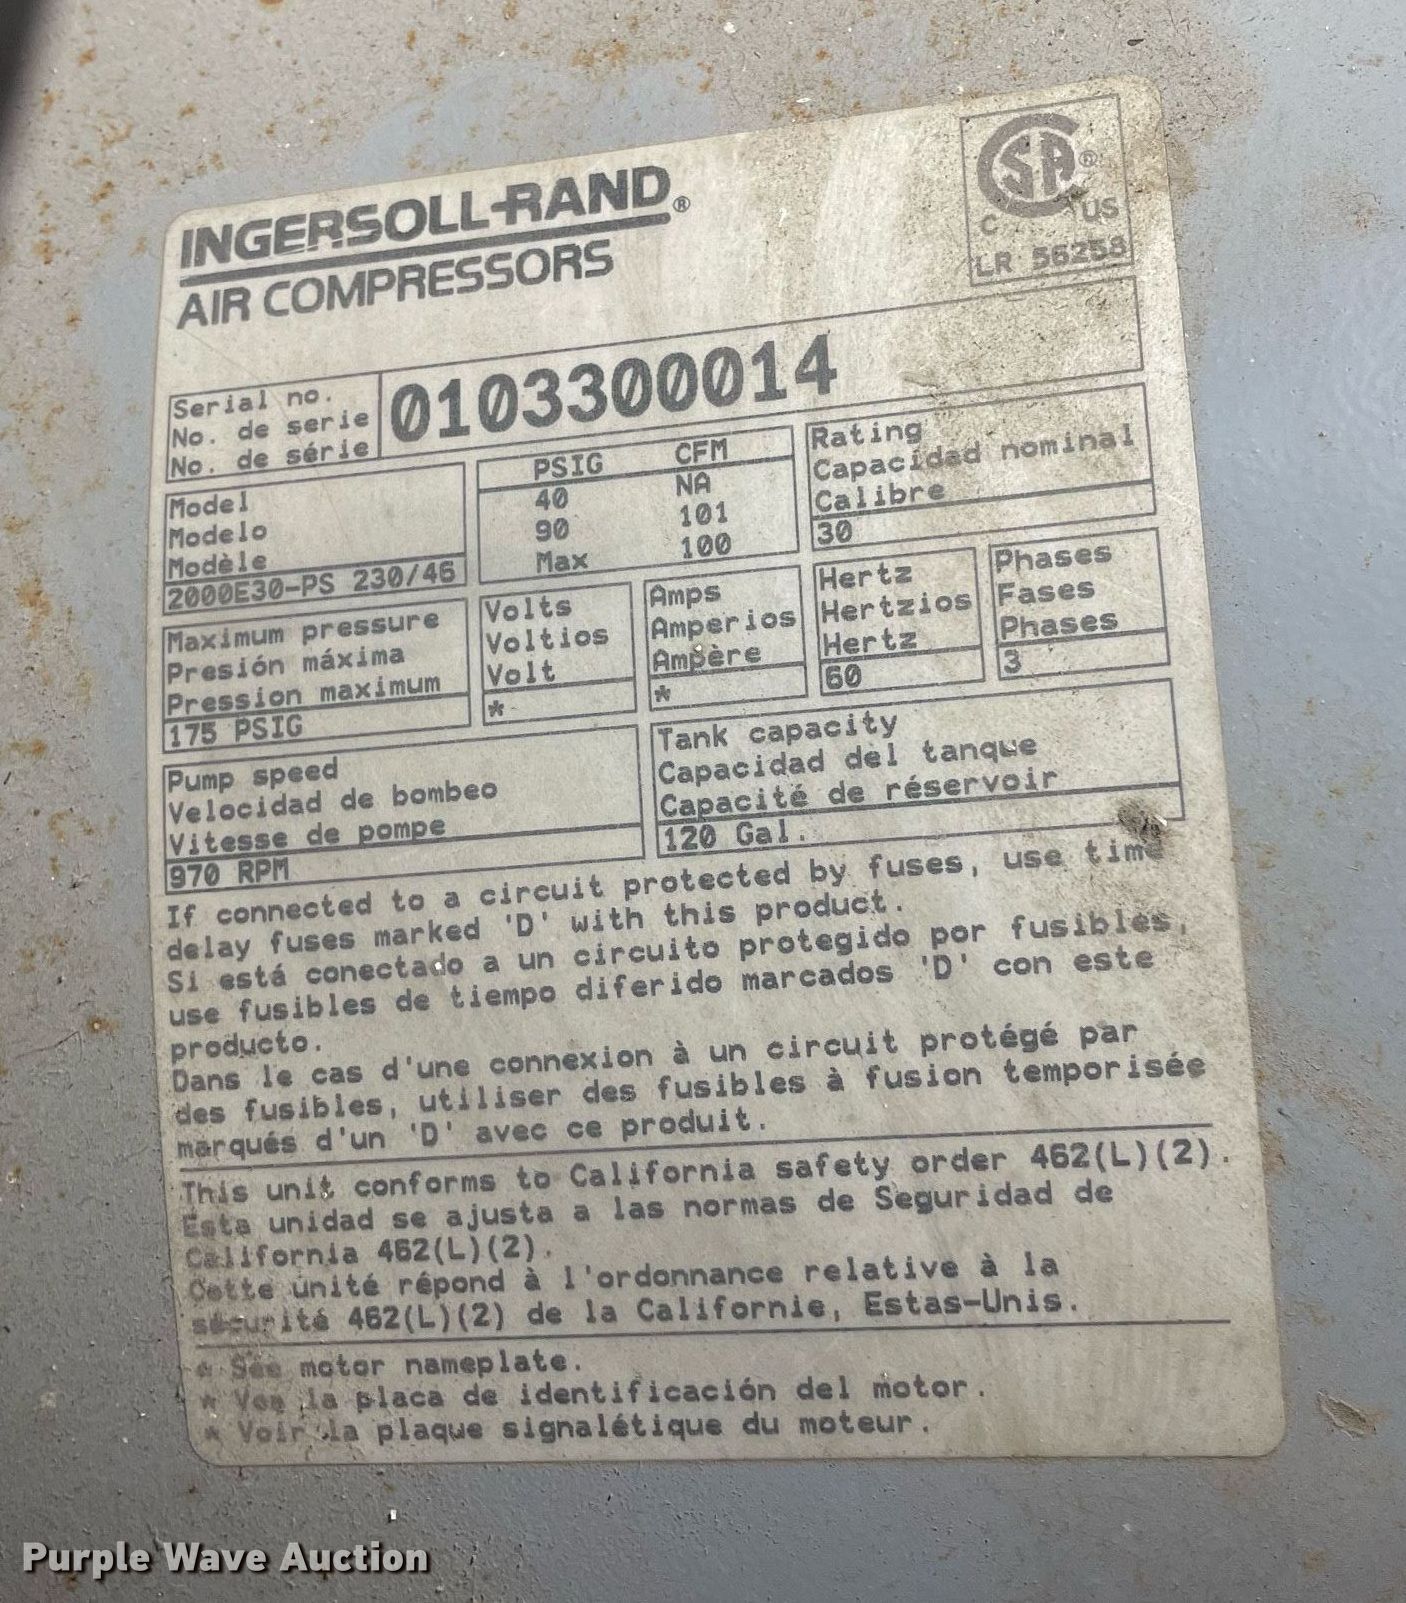 INGERSOLL-RAND®
AIR COMPRESSORS
CSA®
C US
LR 56258
Serial no.
No. de serie
No. de série
0103300014
Model
Modelo
Modèle
2000E30-PS 230/46
PSIG CFM
40 NA
90 101
Max 100
Rating
Capacidad nominal
Calibre
30
Maximum pressure
Presión máxima
Pression maximum
175 PSIG
Volts
Voltios
Volt
*
Amps
Amperios
Ampère
*
Hertz
Hertzios
Hertz
60
Phases
Fases
Phases
3
Pump speed
Velocidad de bombeo
Vitesse de pompe
970 RPM
Tank capacity
Capacidad del tanque
Capacité de réservoir
120 Gal.
If connected to a circuit protected by fuses, use time
delay fuses marked 'D' with this product.
Si está conectado a un circuito protegido por fusibles,
use fusibles de tiempo diferido marcados 'D' con este
producto.
Dans le cas d'une connexion à un circuit protégé par
des fusibles, utiliser des fusibles à fusion temporisée
marqués d'un 'D' avec ce produit.
This unit conforms to California safety order 462(L)(2).
Esta unidad se ajusta a las normas de Seguridad de
California 462(L)(2).
Cette unité répond à l'ordonnance relative à la
sécurité 462(L)(2) de la Californie, Estas-Unis.
* See motor nameplate.
* Vea la placa de identificación del motor.
* Voir la plaque signalétique du moteur.
Purple Wave Auction